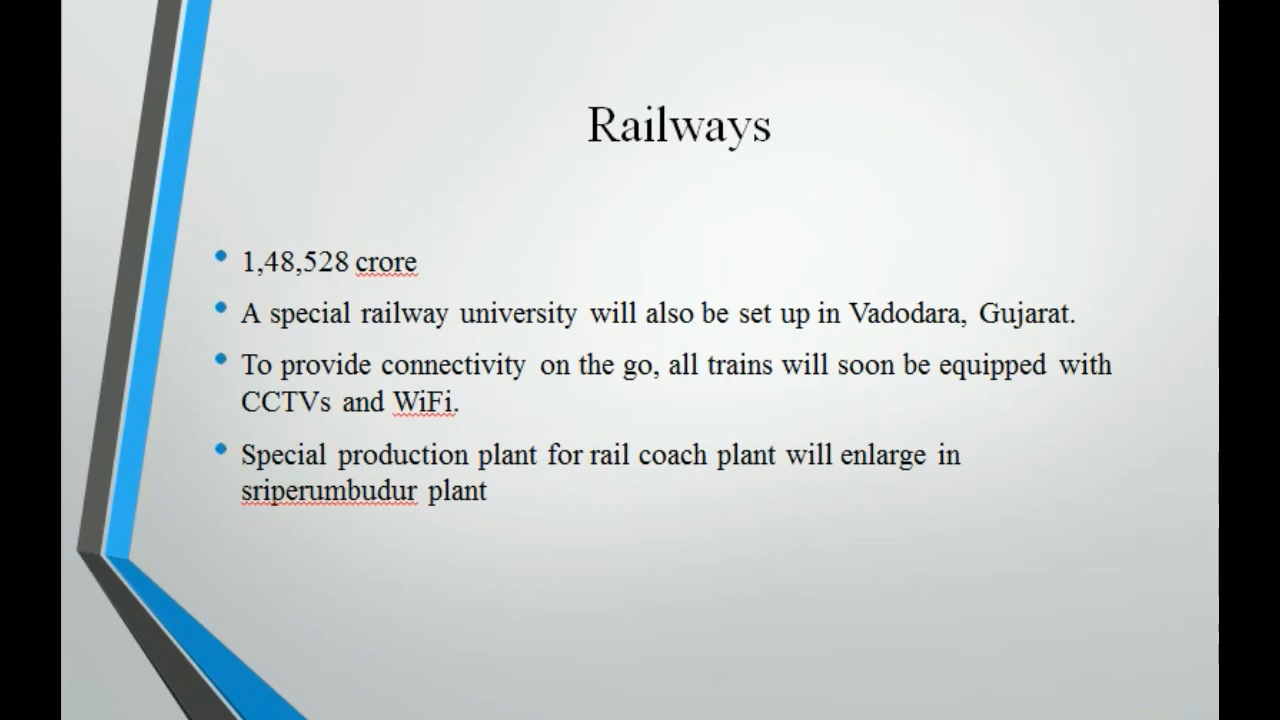 Railways
1,48,528 crore
A special railway university will also be set up in Vadodara, Gujarat.
To provide connectivity on the go, all trains will soon be equipped with
CCTVs and WiFi.
Special production plant for rail coach plant will enlarge in
sriperumbudur plant